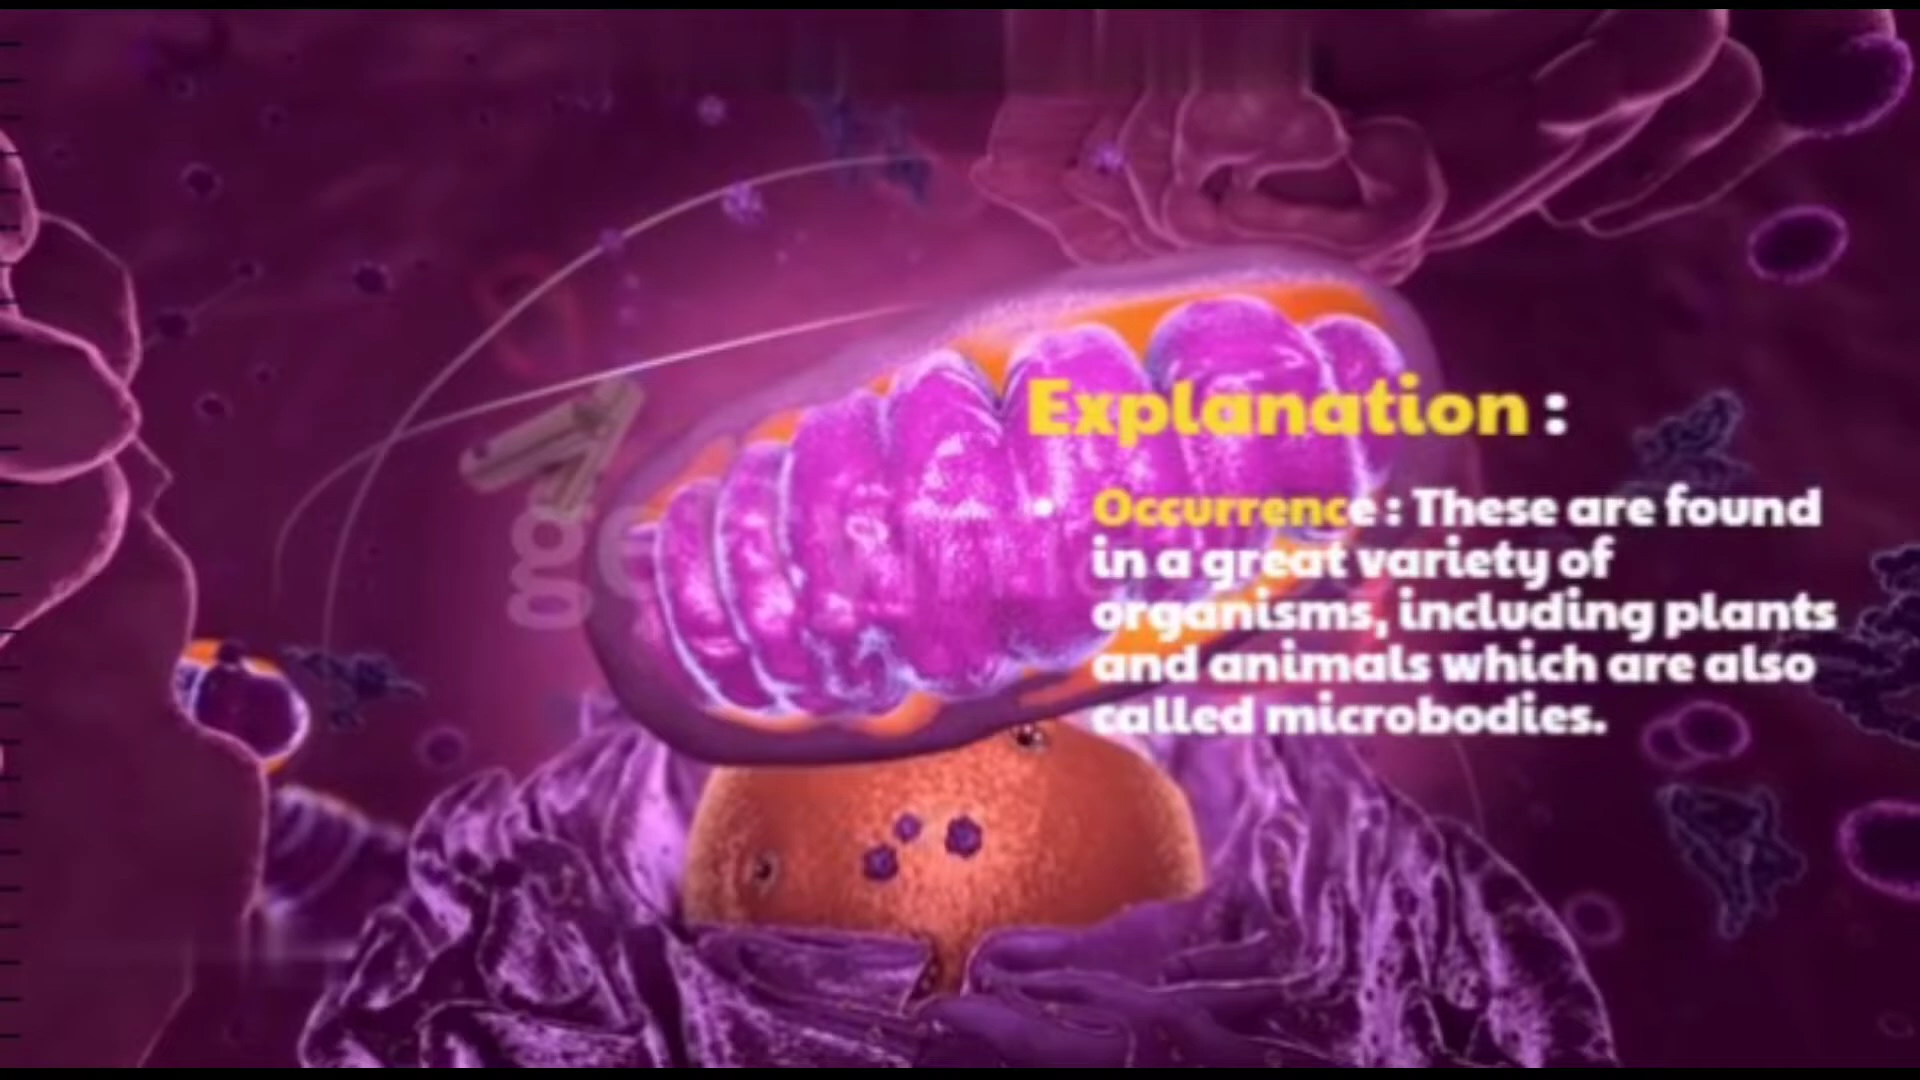 Explanation :
• Occurrence : These are found
in a great variety of
organisms, including plants
and animals which are also
called microbodies.